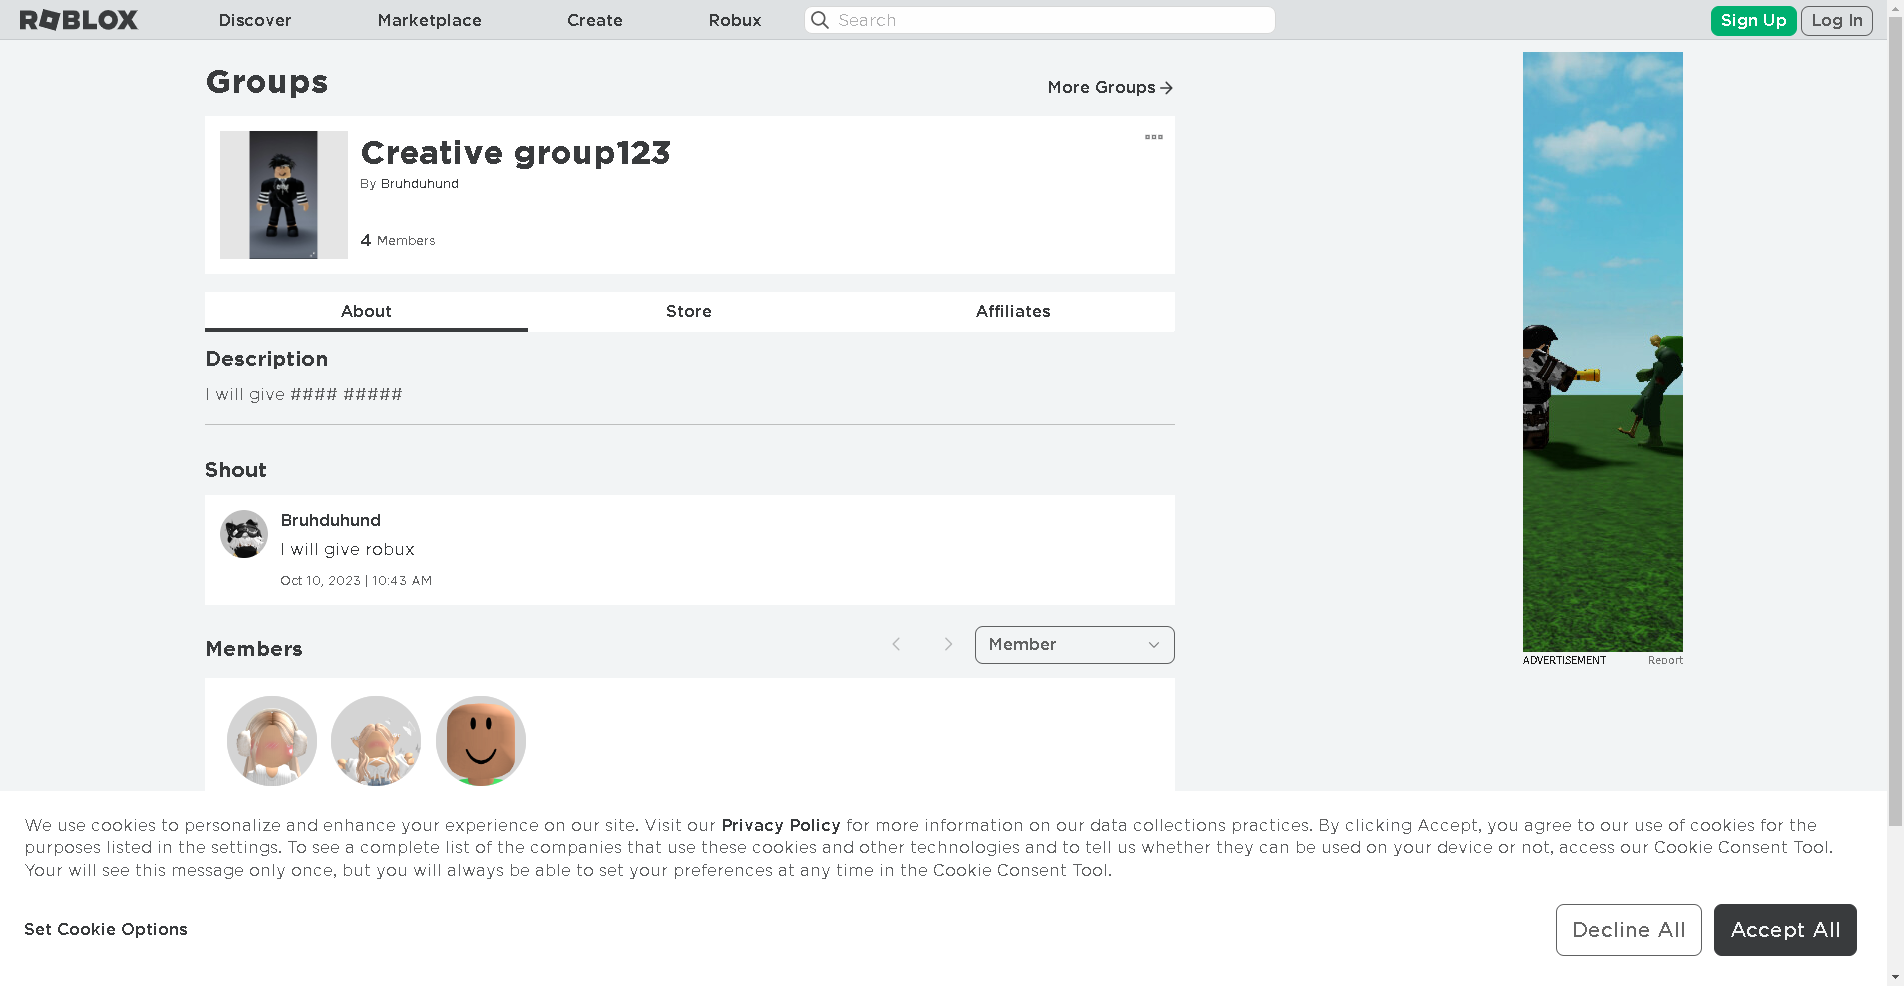 ROBLOX
Discover
Marketplace
Create
Robux
Search
Sign Up
Log In
Groups
More Groups
Creative group123
By Bruhduhund
4 Members
About
Store
Affiliates
Description
I will give #### #####
Shout
Bruhduhund
I will give robux
Oct 10, 2023 | 10:43 AM
Members
Member
ADVERTISEMENT
Report
We use cookies to personalize and enhance your experience on our site. Visit our Privacy Policy for more information on our data collections practices. By clicking Accept, you agree to our use of cookies for the
purposes listed in the settings. To see a complete list of the companies that use these cookies and other technologies and to tell us whether they can be used on your device or not, access our Cookie Consent Tool.
Your will see this message only once, but you will always be able to set your preferences at any time in the Cookie Consent Tool.
Set Cookie Options
Decline All
Accept All